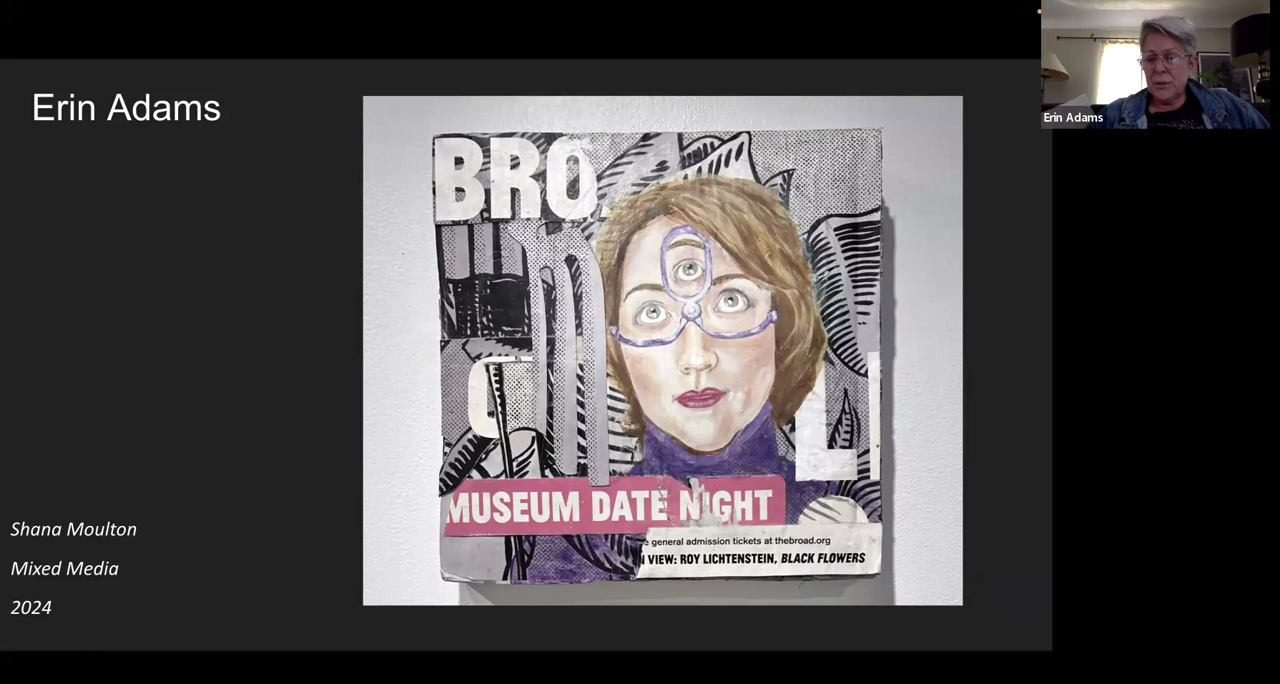 Erin Adams
Erin Adams
BRO
MUSEUM DATE NIGHT
general admission tickets at thebroad.org
VIEW: ROY LICHTENSTEIN, BLACK FLOWERS
Shana Moulton
Mixed Media
2024